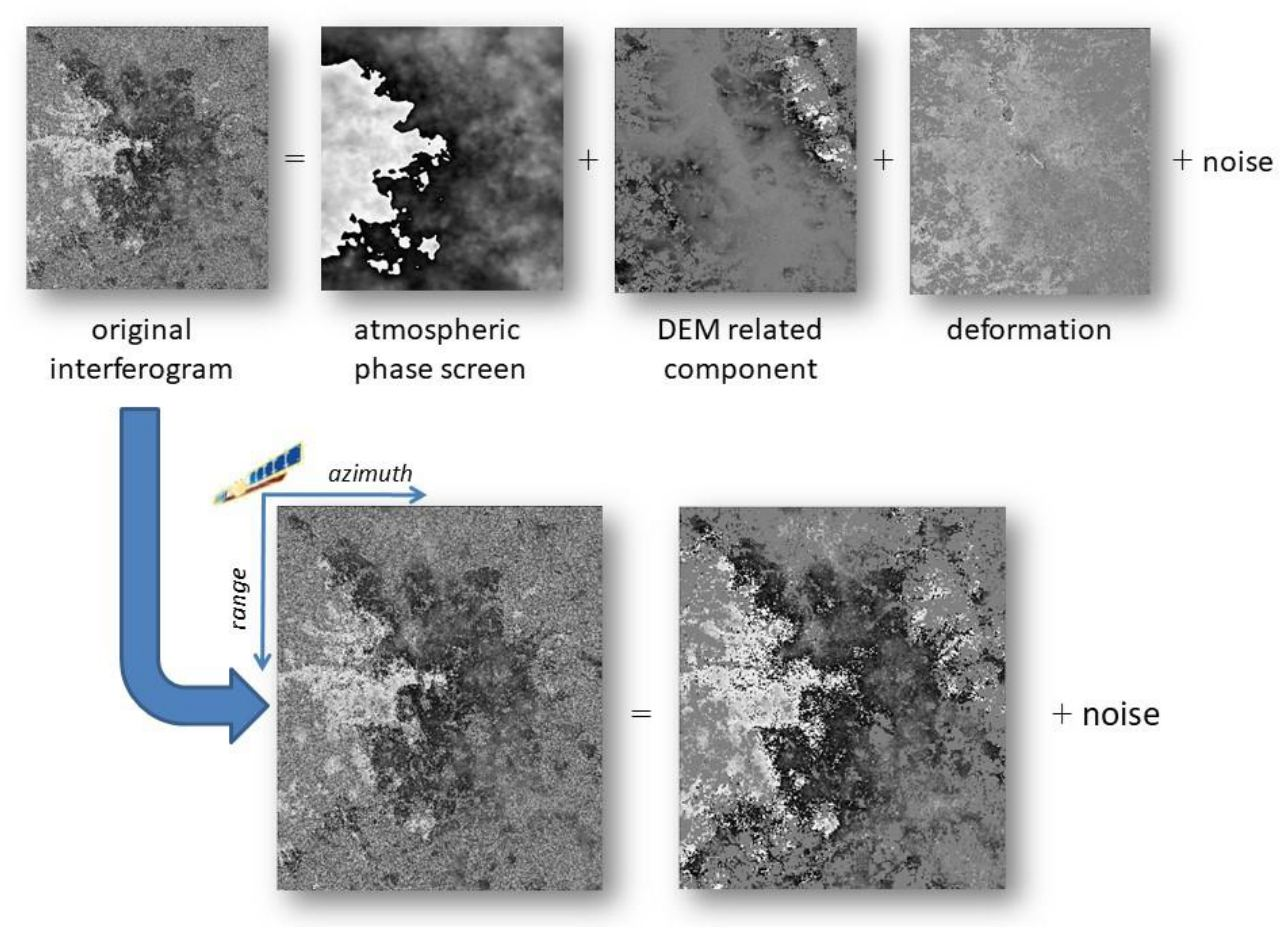 =
+
+
+ noise
original
interferogram
atmospheric
phase screen
DEM related
component
deformation
azimuth
range
=
+ noise